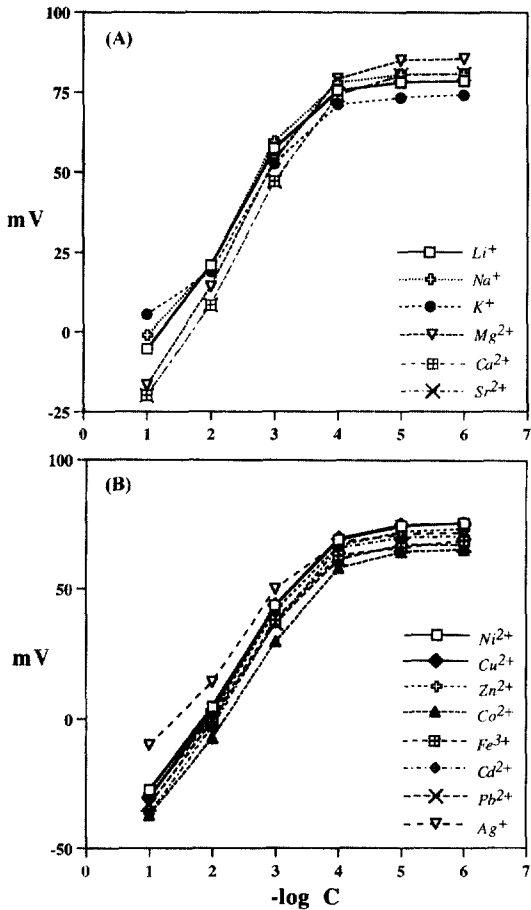 100
(A)
75
50
mV
25
0
-25
Li+
Na+
K+
Mg2+
Ca2+
Sr2+
0 1 2 3 4 5 6 7
100
(B)
50
mV
0
-50
Ni2+
Cu2+
Zn2+
Co2+
Fe3+
Cd2+
Pb2+
Ag+
0 1 2 3 4 5 6 7
-log C